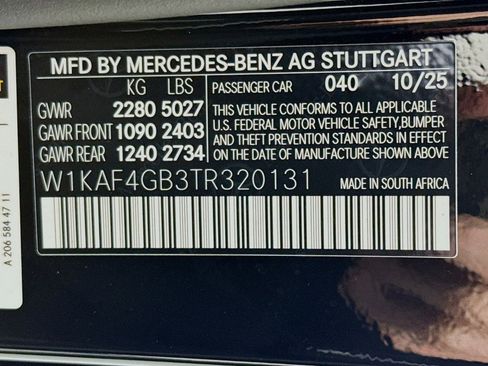 MFD BY MERCEDES-BENZ AG STUTTGART
KG LBS PASSENGER CAR 040 10/25
GVWR 2280 5027
GAWR FRONT 1090 2403
GAWR REAR 1240 2734
THIS VEHICLE CONFORMS TO ALL APPLICABLE
U.S. FEDERAL MOTOR VEHICLE SAFETY,BUMPER
AND THEFT PREVENTION STANDARDS IN EFFECT
ON THE DATE OF MANUFACTURE SHOWN ABOVE.
W1KAF4GB3TR320131 MADE IN SOUTH AFRICA
A 206 584 47 11